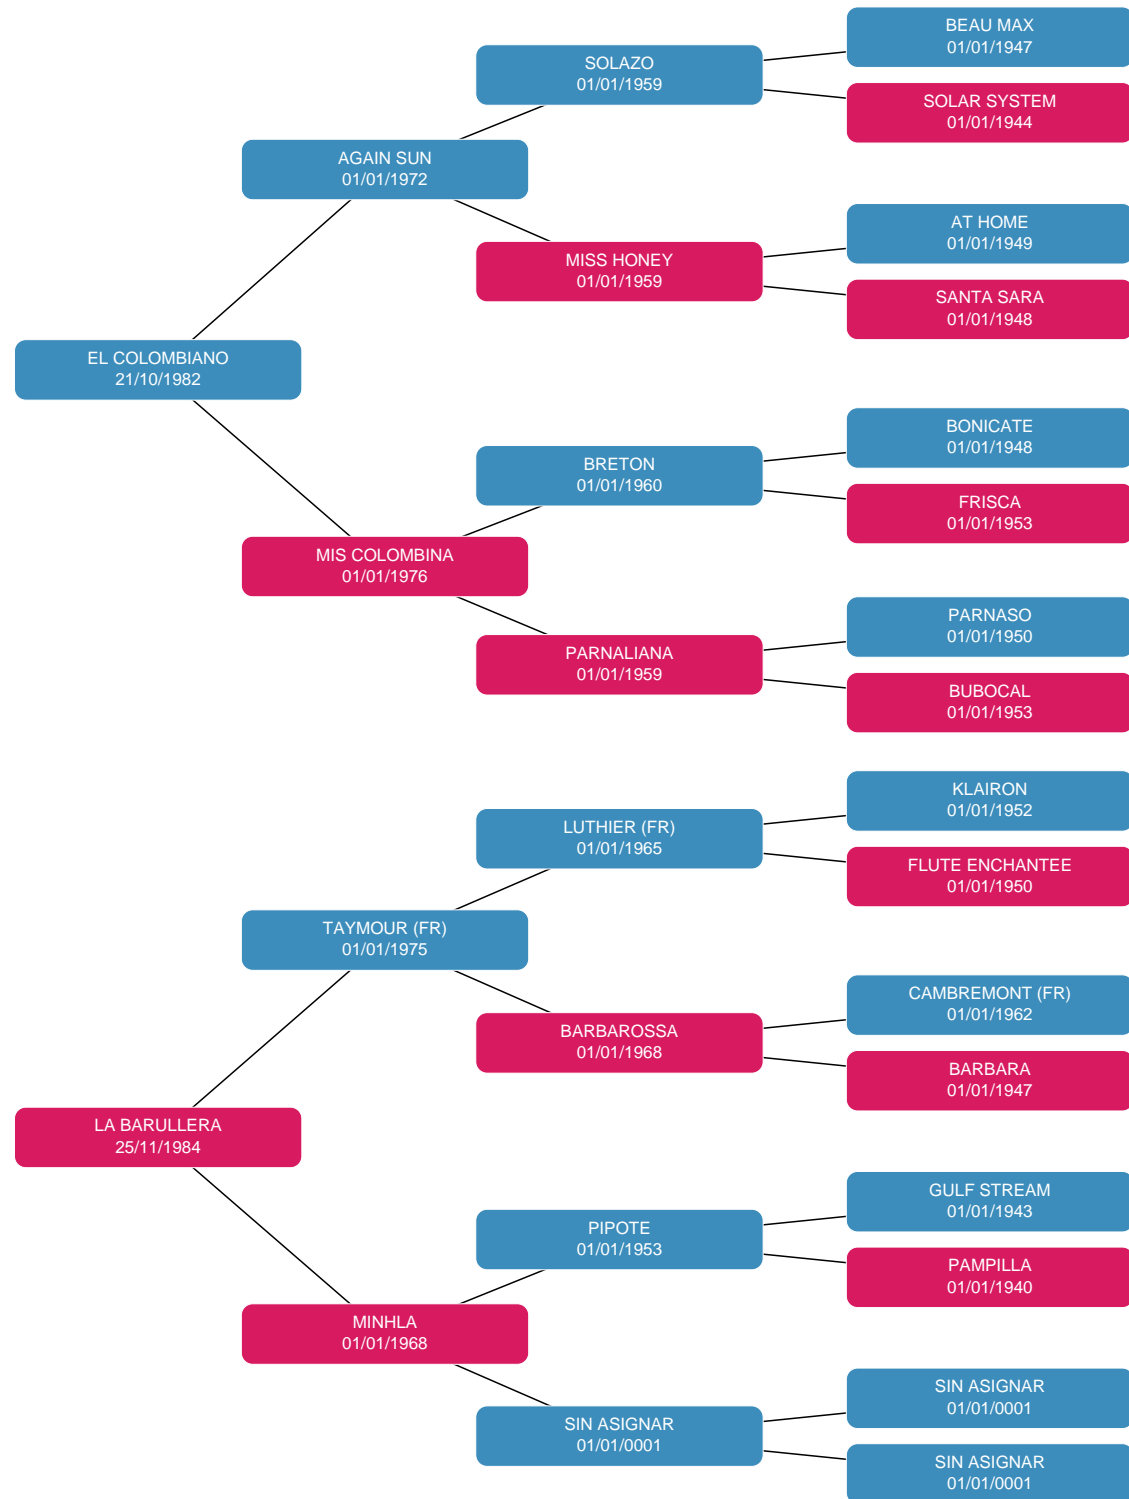 BEAU MAX
01/01/1947
SOLAZO
01/01/1959
SOLAR SYSTEM
01/01/1944
AGAIN SUN
01/01/1972
AT HOME
01/01/1949
MISS HONEY
01/01/1959
SANTA SARA
01/01/1948
EL COLOMBIANO
21/10/1982
BONICATE
01/01/1948
BRETON
01/01/1960
FRISCA
01/01/1953
MIS COLOMBINA
01/01/1976
PARNASO
01/01/1950
PARNALIANA
01/01/1959
BUBOCAL
01/01/1953
KLAIRON
01/01/1952
LUTHIER (FR)
01/01/1965
FLUTE ENCHANTEE
01/01/1950
TAYMOUR (FR)
01/01/1975
CAMBREMONT (FR)
01/01/1962
BARBAROSSA
01/01/1968
BARBARA
01/01/1947
LA BARULLERA
25/11/1984
GULF STREAM
01/01/1943
PIPOTE
01/01/1953
PAMPILLA
01/01/1940
MINHLA
01/01/1968
SIN ASIGNAR
01/01/0001
SIN ASIGNAR
01/01/0001
SIN ASIGNAR
01/01/0001